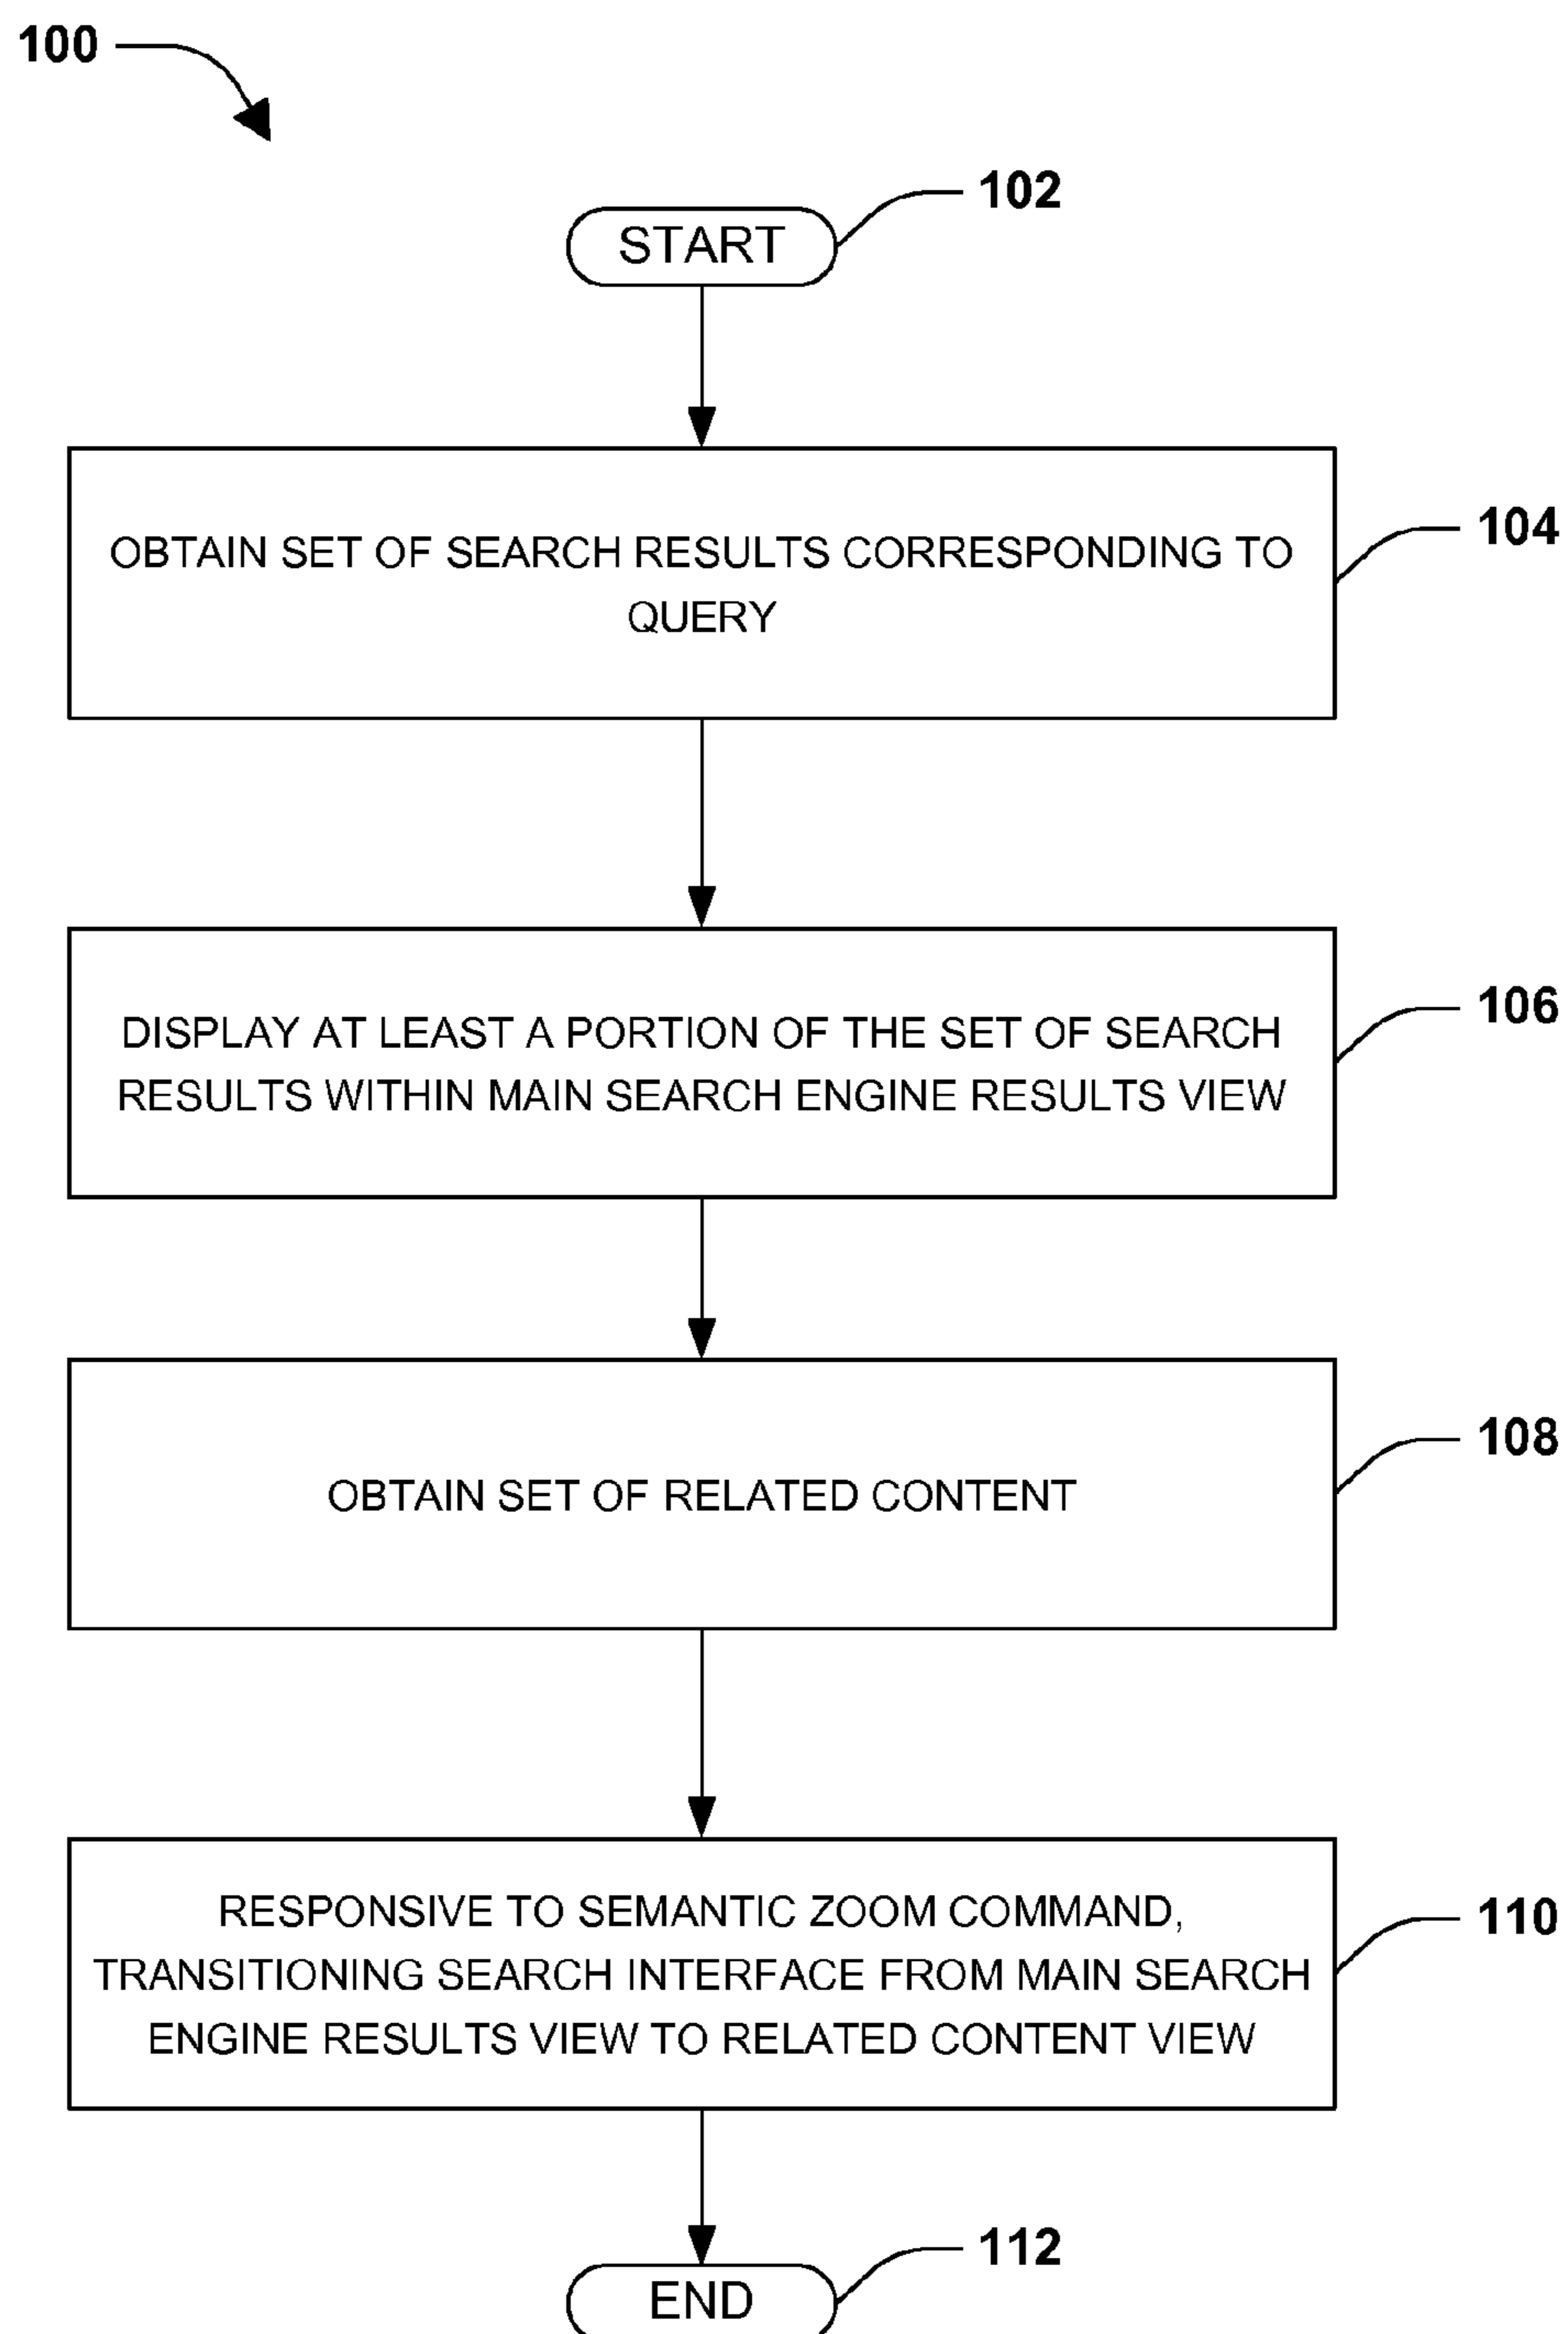 100
102
START
104
OBTAIN SET OF SEARCH RESULTS CORRESPONDING TO
QUERY
106
DISPLAY AT LEAST A PORTION OF THE SET OF SEARCH
RESULTS WITHIN MAIN SEARCH ENGINE RESULTS VIEW
108
OBTAIN SET OF RELATED CONTENT
110
RESPONSIVE TO SEMANTIC ZOOM COMMAND,
TRANSITIONING SEARCH INTERFACE FROM MAIN SEARCH
ENGINE RESULTS VIEW TO RELATED CONTENT VIEW
112
END